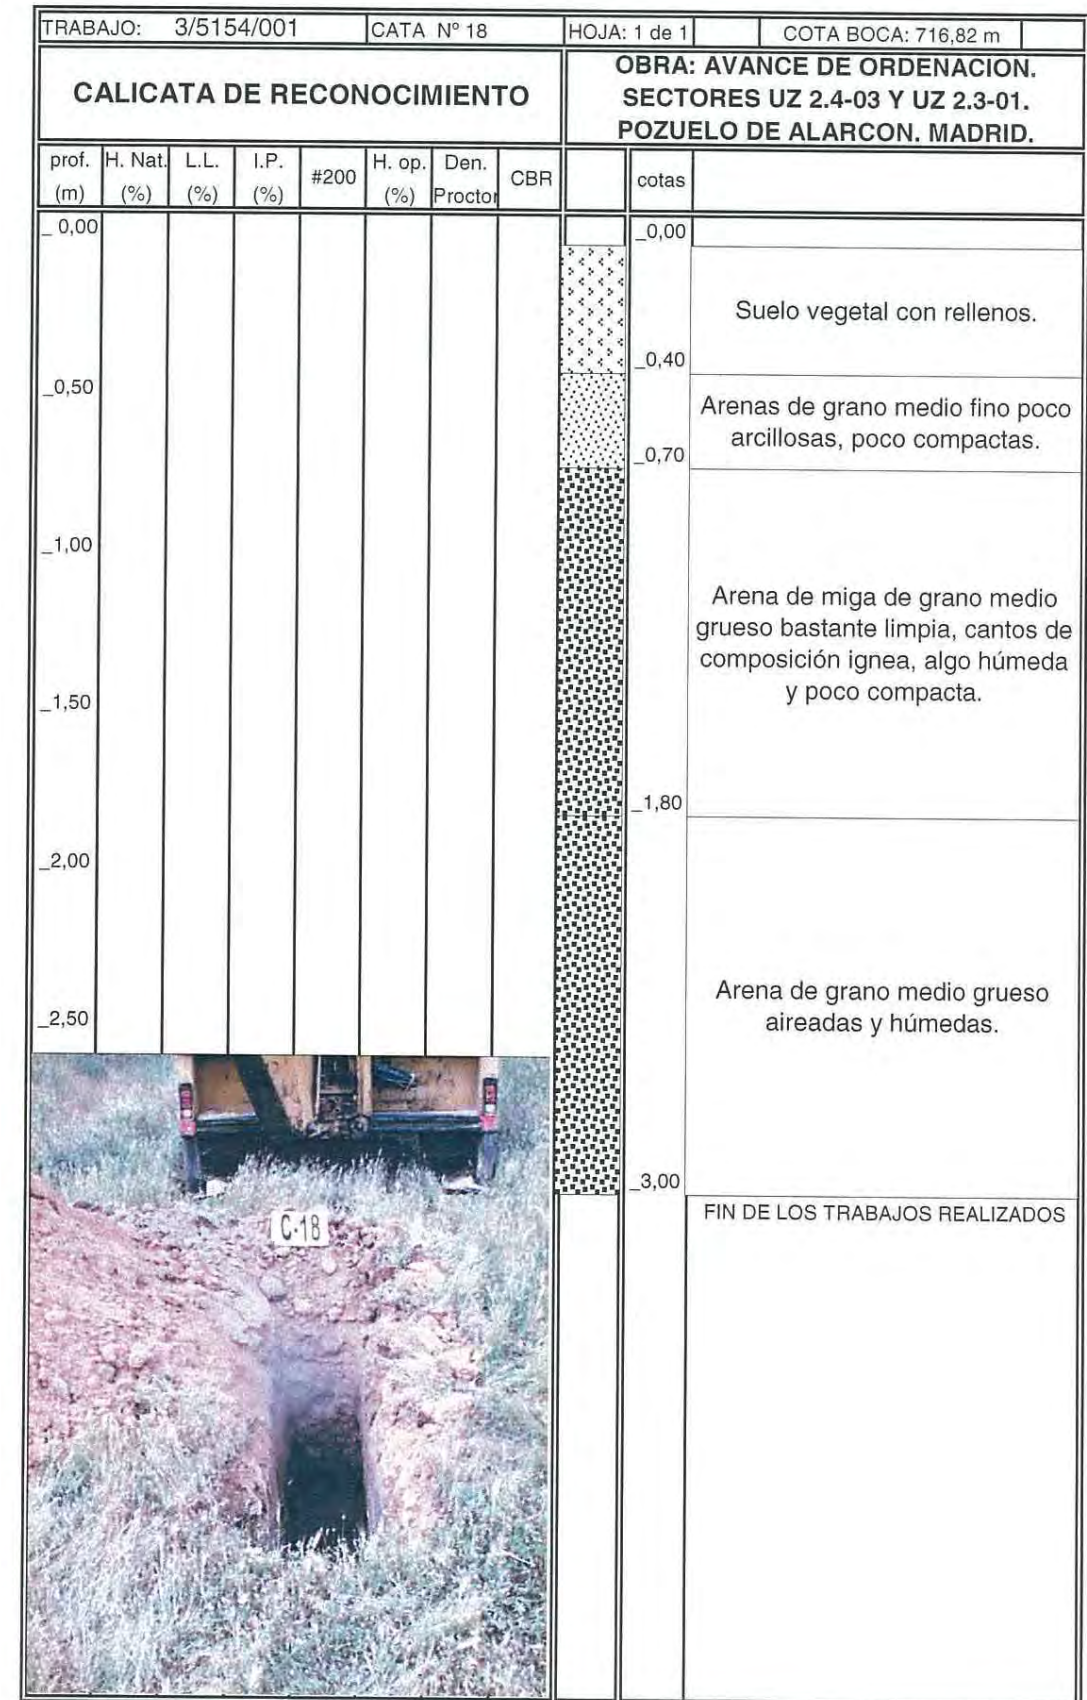 TRABAJO: 3/5154/001 CATA Nº 18 HOJA: 1 de 1 COTA BOCA: 716,82 m
CALICATA DE RECONOCIMIENTO
OBRA: AVANCE DE ORDENACION.
SECTORES UZ 2.4-03 Y UZ 2.3-01.
POZUELO DE ALARCON. MADRID.
prof. H. Nat. L.L. I.P. #200 H. op. Den. CBR cotas
(m) (%) (%) (%) (%) Proctor
_ 0,00
_0,50
_1,00
_1,50
_2,00
_2,50
_0,00
_0,40
_0,70
_1,80
_3,00
Suelo vegetal con rellenos.
Arenas de grano medio fino poco
arcillosas, poco compactas.
Arena de miga de grano medio
grueso bastante limpia, cantos de
composición ignea, algo húmeda
y poco compacta.
Arena de grano medio grueso
aireadas y húmedas.
FIN DE LOS TRABAJOS REALIZADOS
C-18